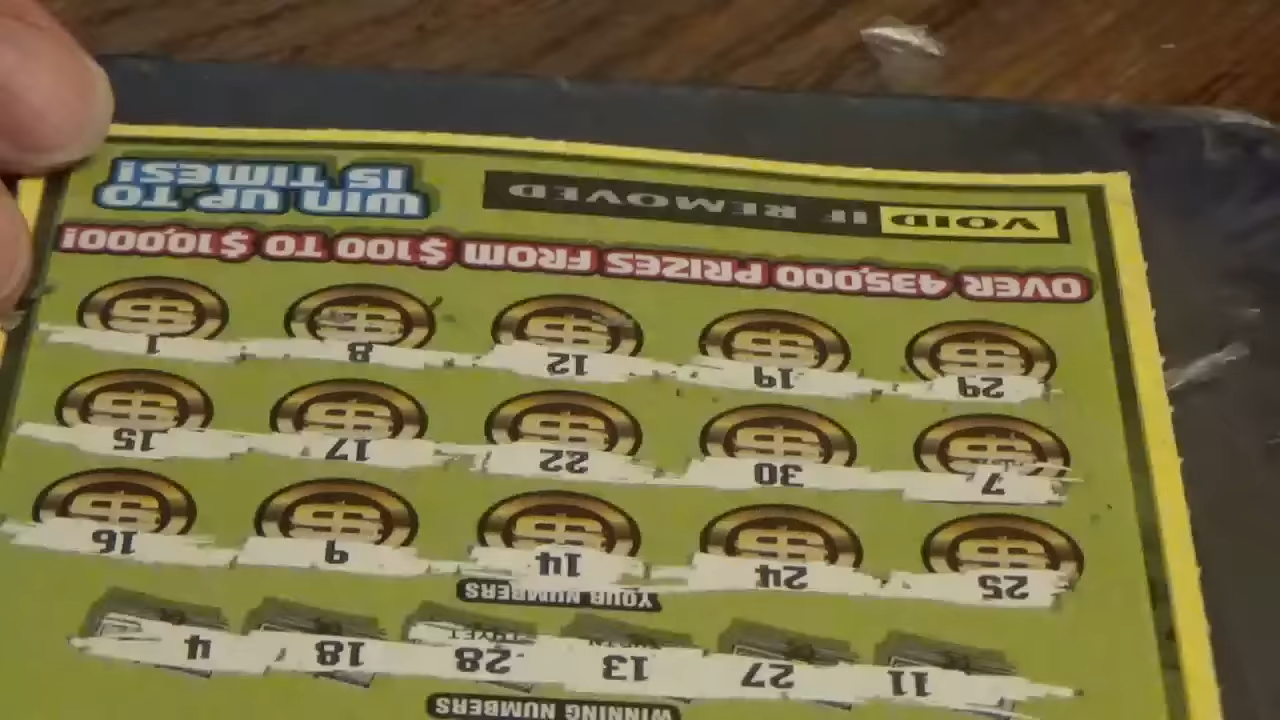 WINNING NUMBERS
11 27 13 28 18 4
YOUR NUMBERS
25 24 14 9 16
7 30 22 17 15
29 19 12 8 1
OVER 435,000 PRIZES FROM $100 TO $10,000!
VOID IF REMOVED
WIN UP TO
15 TIMES!